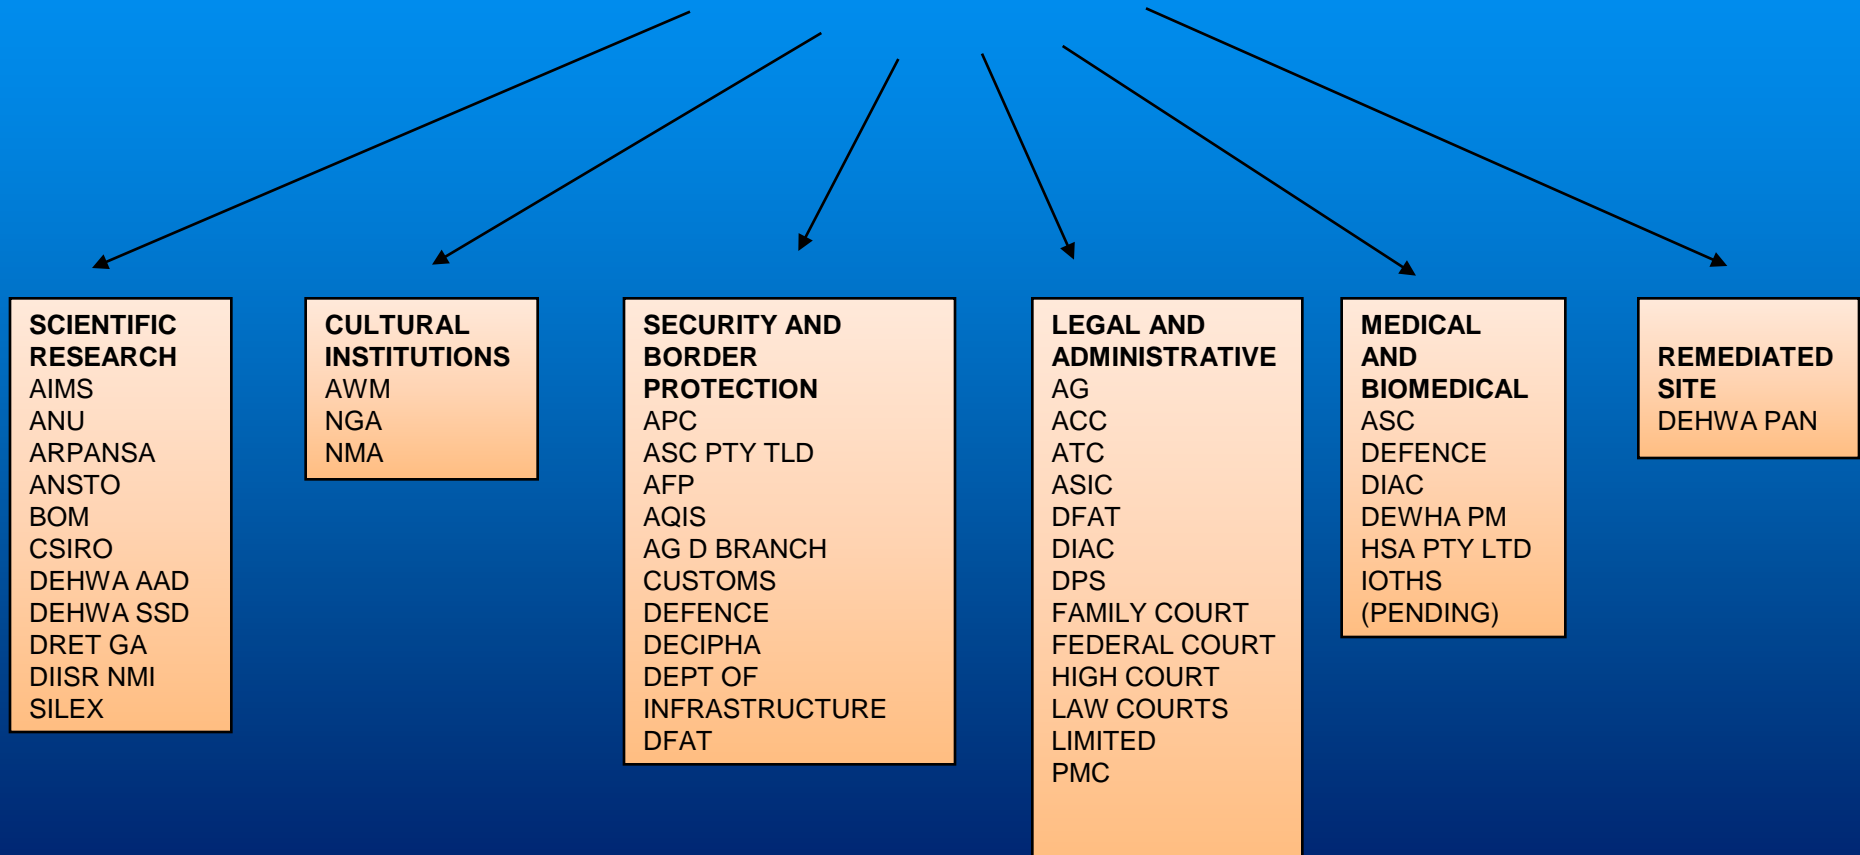 SCIENTIFIC
RESEARCH
AIMS
ANU
ARPANSA
ANSTO
BOM
CSIRO
DEHWA AAD
DEHWA SSD
DRET GA
DIISR NMI
SILEX
CULTURAL
INSTITUTIONS
AWM
NGA
NMA
SECURITY AND
BORDER
PROTECTION
APC
ASC PTY TLD
AFP
AQIS
AG D BRANCH
CUSTOMS
DEFENCE
DECIPHA
DEPT OF
INFRASTRUCTURE
DFAT
LEGAL AND
ADMINISTRATIVE
AG
ACC
ATC
ASIC
DFAT
DIAC
DPS
FAMILY COURT
FEDERAL COURT
HIGH COURT
LAW COURTS
LIMITED
PMC
MEDICAL
AND
BIOMEDICAL
ASC
DEFENCE
DIAC
DEWHA PM
HSA PTY LTD
IOTHS
(PENDING)
REMEDIATED
SITE
DEHWA PAN